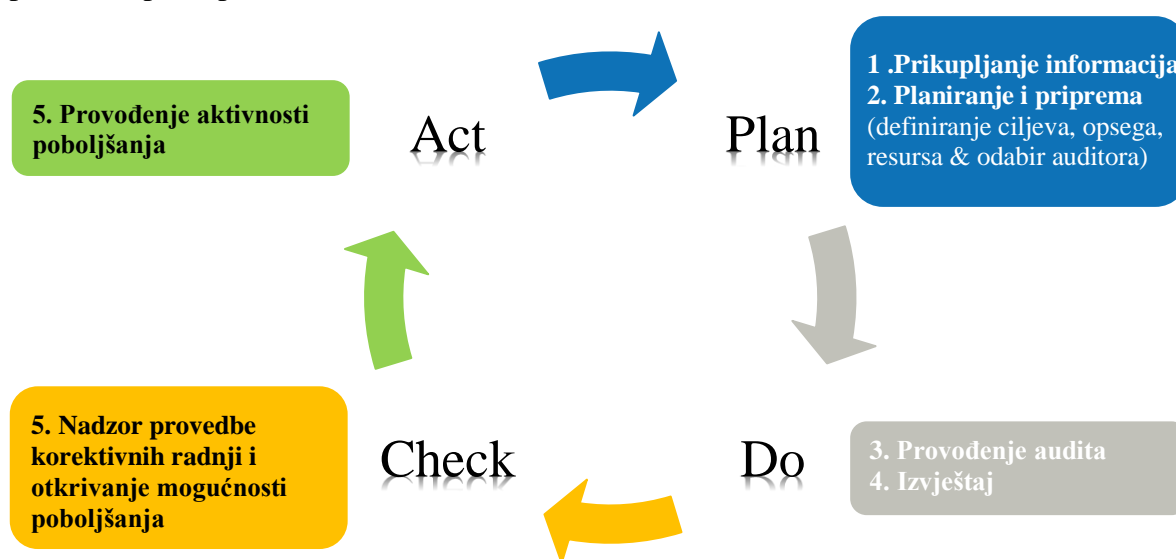 1 .Prikupljanje informacija
2. Planiranje i priprema
(definiranje ciljeva, opsega,
resursa & odabir auditora)
5. Provođenje aktivnosti
poboljšanja
Act
Plan
5. Nadzor provedbe
korektivnih radnji i
otkrivanje mogućnosti
poboljšanja
Check
Do
3. Provođenje audita
4. Izvještaj